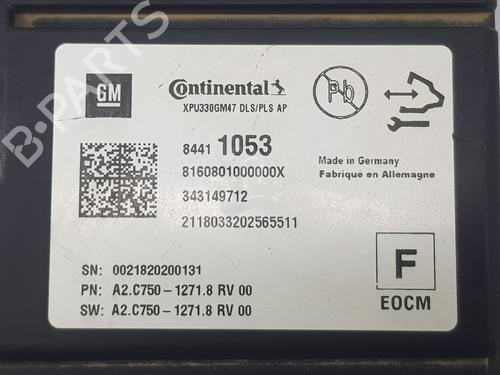 GM
Continental
XPU330GM47 DLS/PLS AP
Pb
8441 1053
8160801000000X
343149712
2118033202565511
Made in Germany
Fabriqué en Allemagne
SN: 0021820200131
PN: A2.C750-1271.8 RV 00
SW: A2.C750-1271.8 RV 00
F
EOCM
B-PARTS